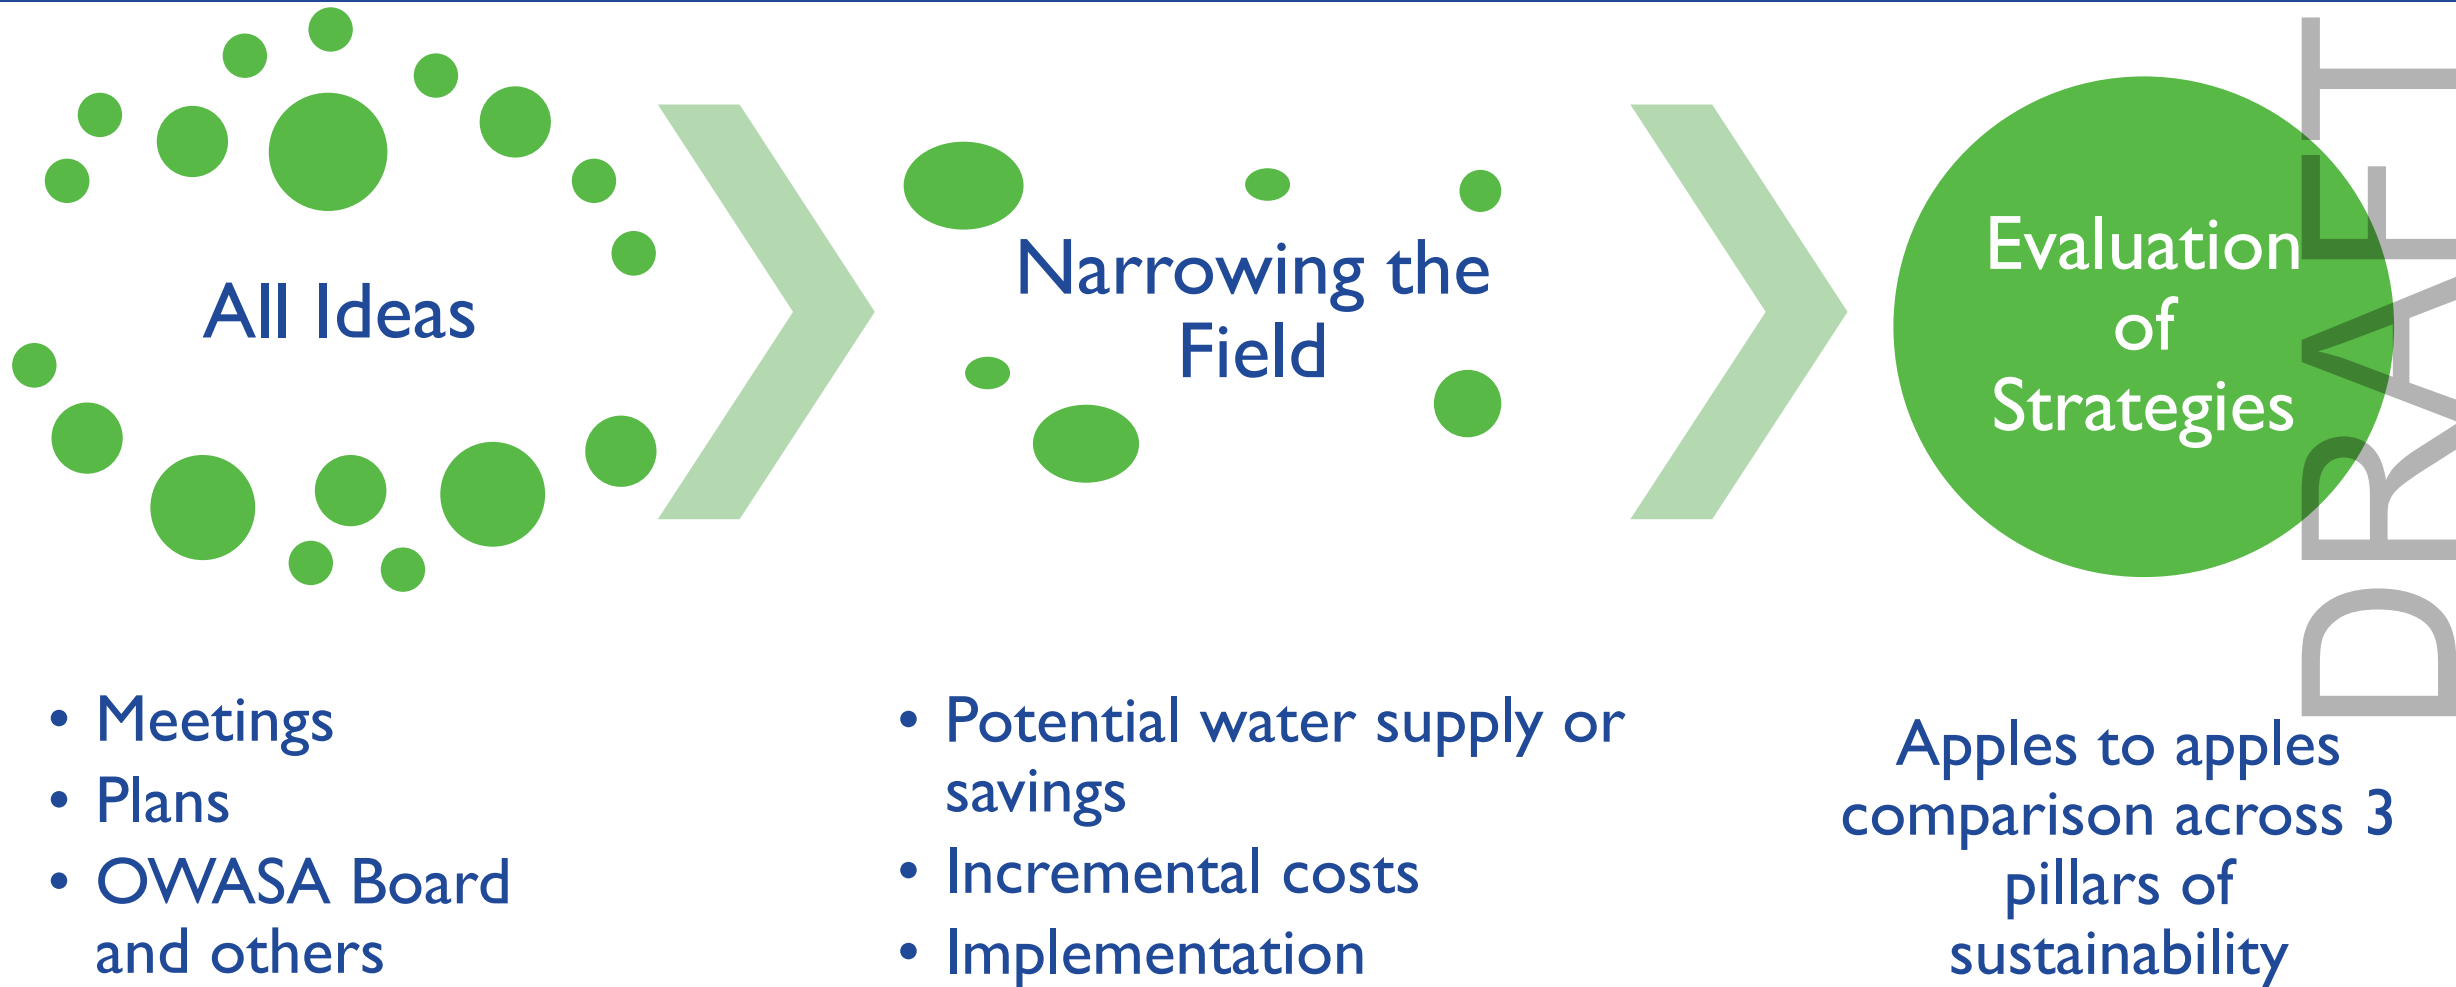 All Ideas
Narrowing the
Field
Evaluation
of
Strategies
• Meetings
• Plans
• OWASA Board
and others
• Potential water supply or
savings
• Incremental costs
• Implementation
Apples to apples
comparison across 3
pillars of
sustainability
DRAFT